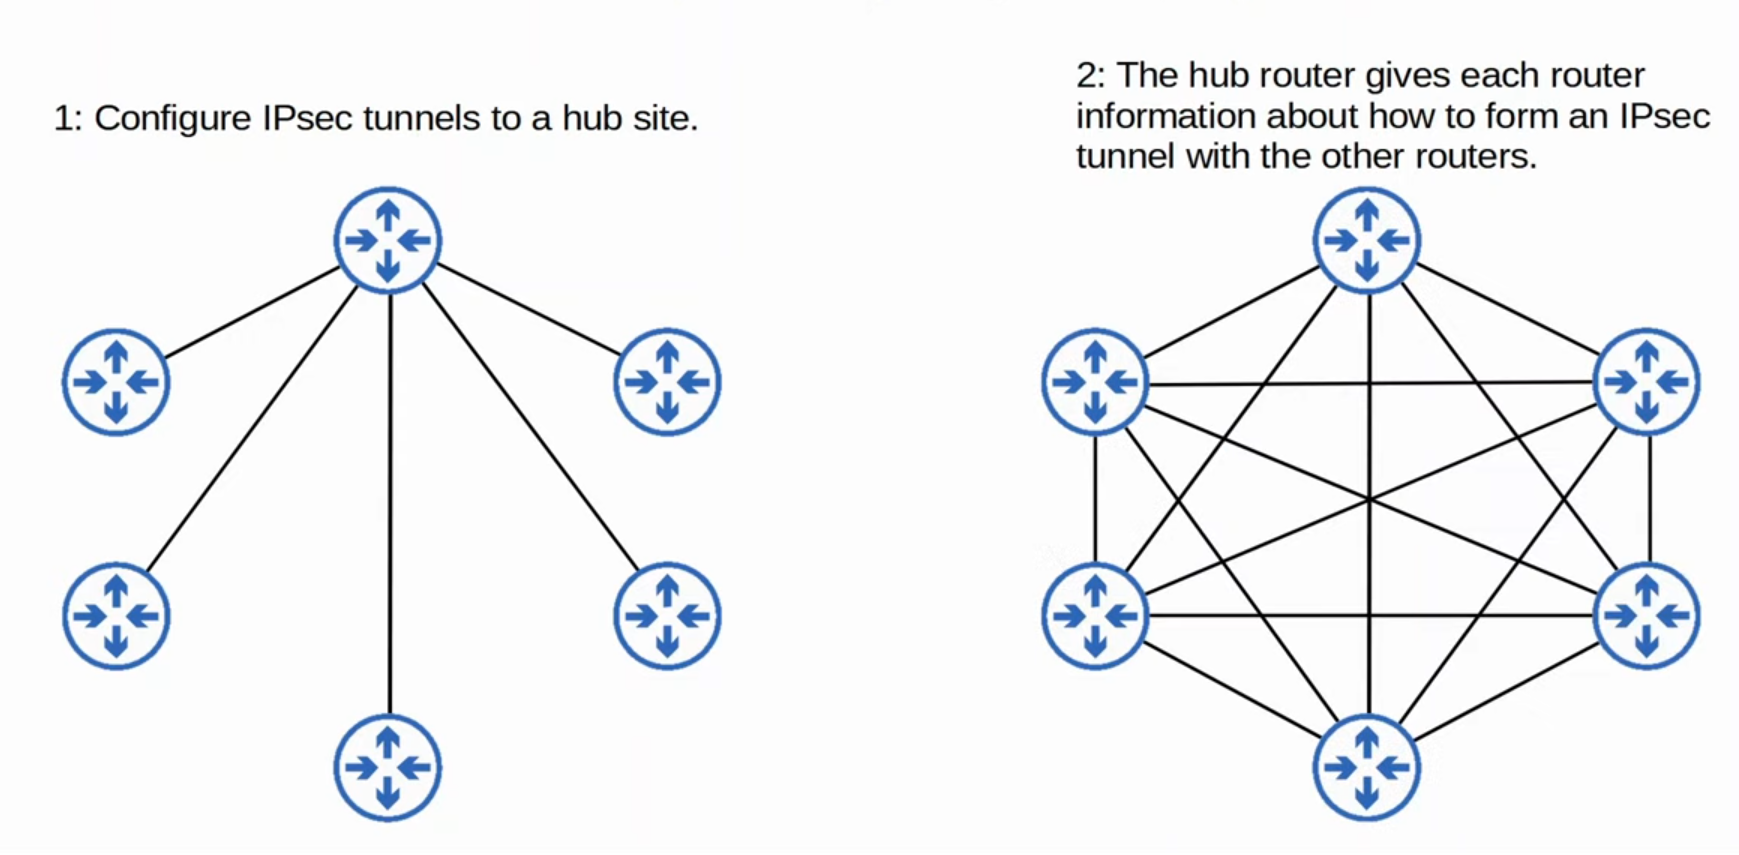 1: Configure IPsec tunnels to a hub site.
2: The hub router gives each router
information about how to form an IPsec
tunnel with the other routers.